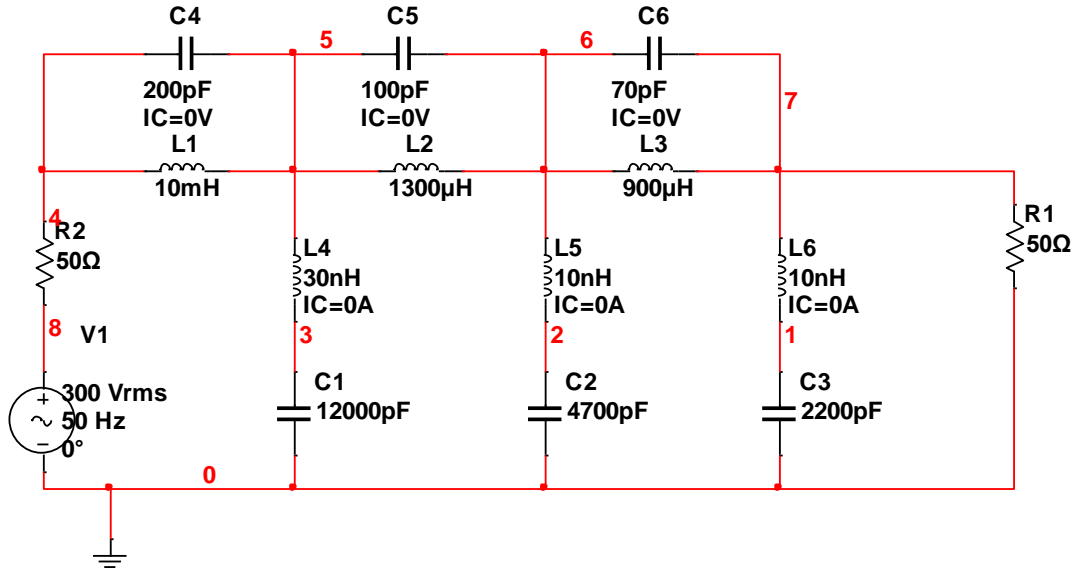 C4
200pF
IC=0V
5
C5
100pF
IC=0V
6
C6
70pF
IC=0V
7
L1
10mH
L2
1300µH
L3
900µH
4
R2
50Ω
L4
30nH
IC=0A
L5
10nH
IC=0A
L6
10nH
IC=0A
R1
50Ω
8
V1
3
2
1
300 Vrms
50 Hz
0°
C1
12000pF
C2
4700pF
C3
2200pF
0